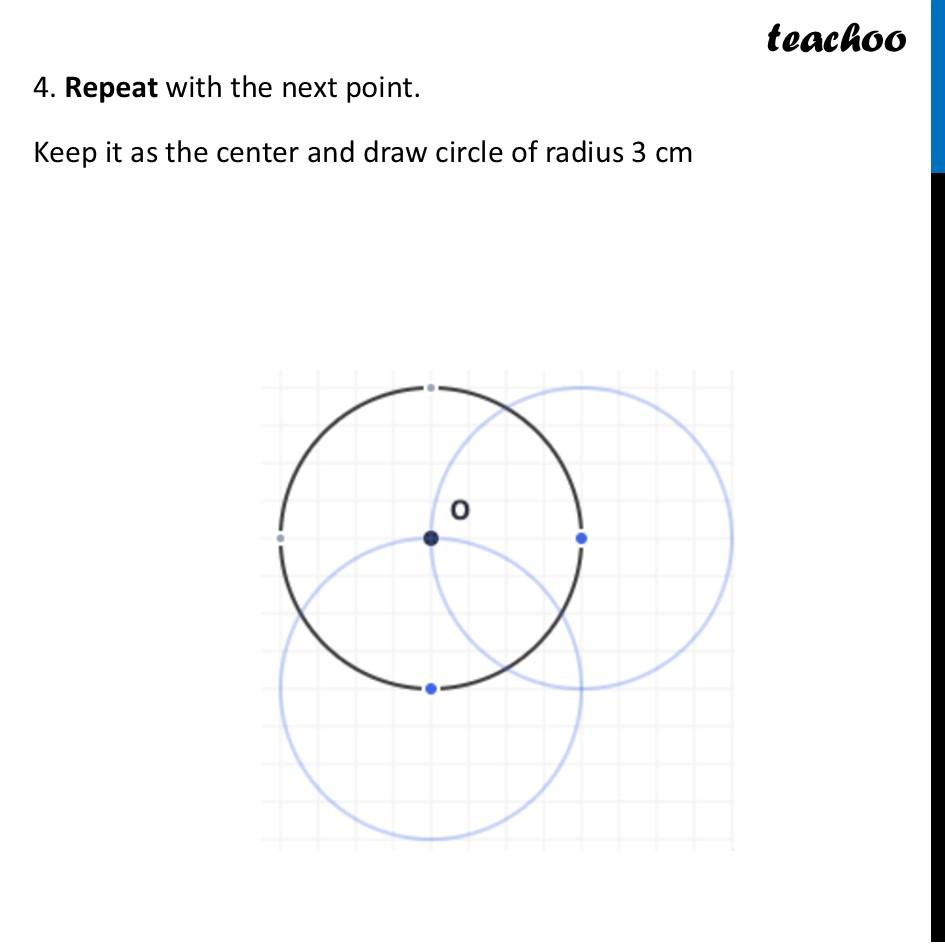 teachoo
4. Repeat with the next point.
Keep it as the center and draw circle of radius 3 cm
O